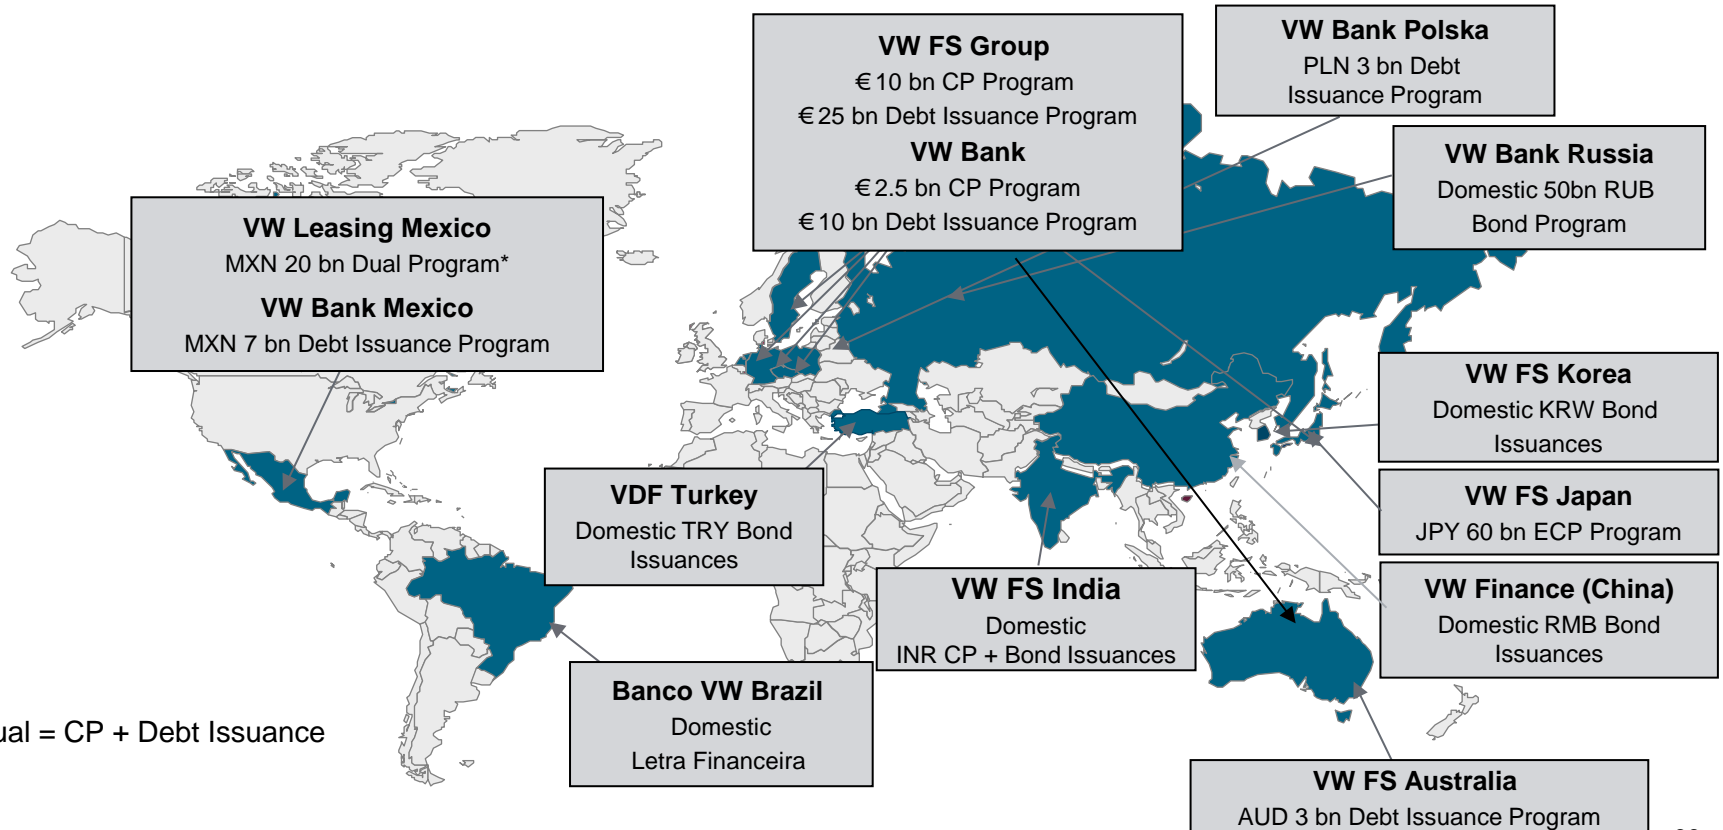 VW FS Group
€ 10 bn CP Program
€ 25 bn Debt Issuance Program
VW Bank
€ 2.5 bn CP Program
€ 10 bn Debt Issuance Program
VW Bank Polska
PLN 3 bn Debt
Issuance Program
VW Bank Russia
Domestic 50bn RUB
Bond Program
VW Leasing Mexico
MXN 20 bn Dual Program*
VW Bank Mexico
MXN 7 bn Debt Issuance Program
VW FS Korea
Domestic KRW Bond
Issuances
VW FS Japan
JPY 60 bn ECP Program
VDF Turkey
Domestic TRY Bond
Issuances
VW FS India
Domestic
INR CP + Bond Issuances
VW Finance (China)
Domestic RMB Bond
Issuances
Banco VW Brazil
Domestic
Letra Financeira
ual = CP + Debt Issuance
VW FS Australia
AUD 3 bn Debt Issuance Program